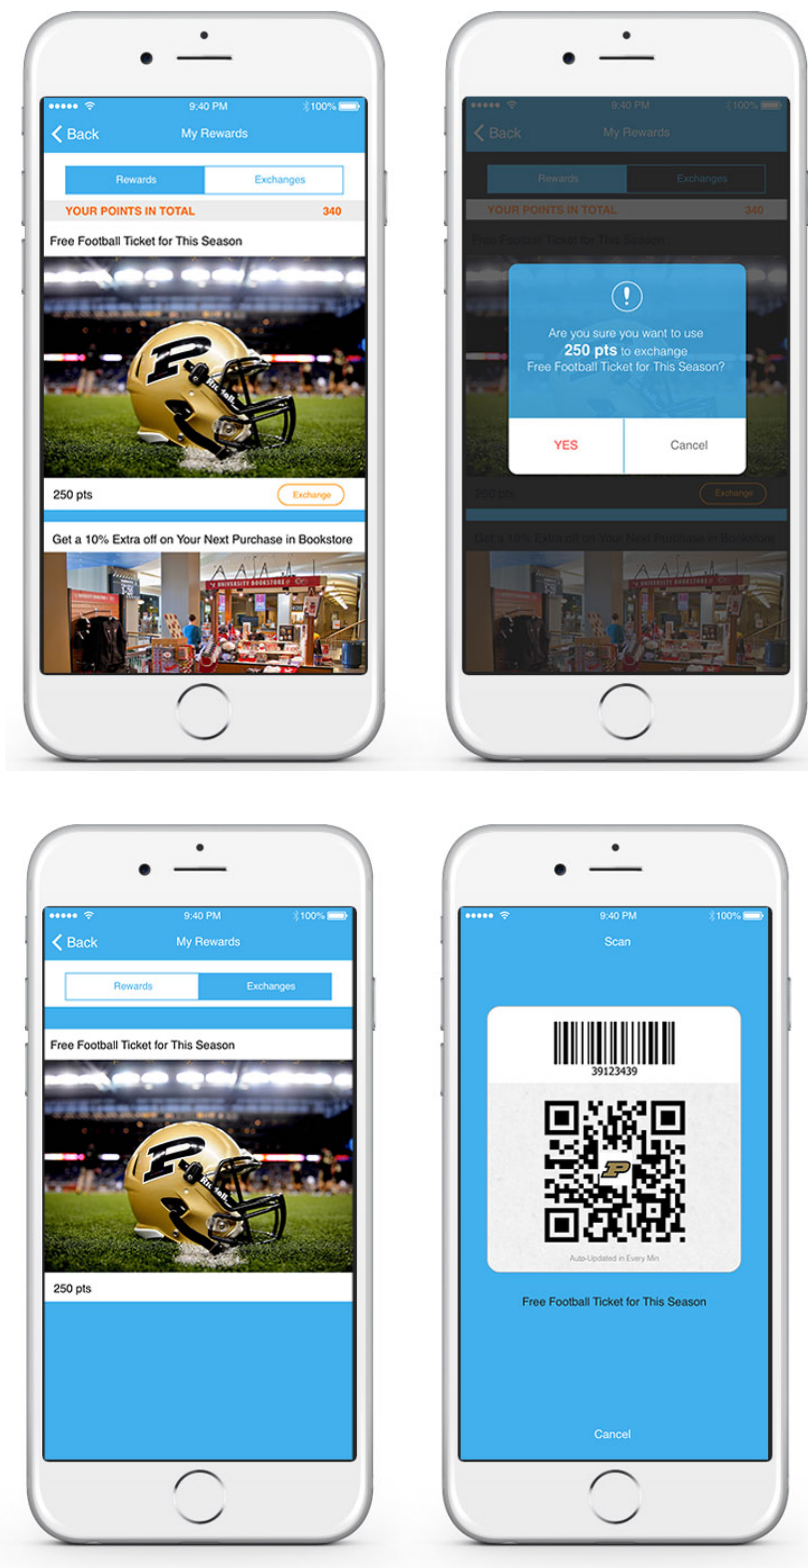 9:40 PM
100%
Back
My Rewards
Rewards
Exchanges
YOUR POINTS IN TOTAL
340
Free Football Ticket for This Season
P
Riddell
250 pts
Exchange
Get a 10% Extra off on Your Next Purchase in Bookstore
UNIVERSITY BOOKSTORE
9:40 PM
100%
Back
My Rewards
Rewards
Exchanges
YOUR POINTS IN TOTAL
340
Free Football Ticket for This Season
Are you sure you want to use
250 pts to exchange
Free Football Ticket for This Season?
YES
Cancel
250 pts
Exchange
Get a 10% Extra off on Your Next Purchase in Bookstore
UNIVERSITY BOOKSTORE
9:40 PM
100%
Back
My Rewards
Rewards
Exchanges
Free Football Ticket for This Season
P
Riddell
250 pts
9:40 PM
100%
Scan
39123439
P
Auto-Updated in Every Min
Free Football Ticket for This Season
Cancel